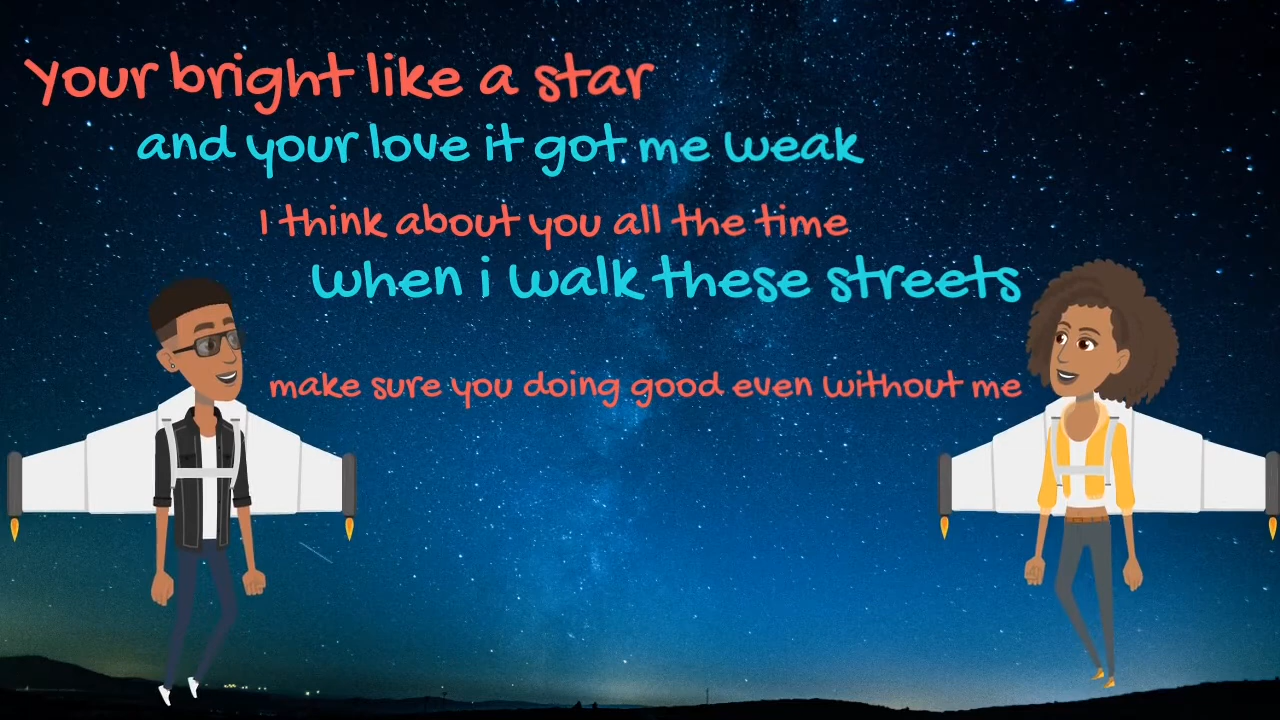 your bright like a star
and your love it got me weak
I think about you all the time
when i walk these streets
make sure you doing good even without me